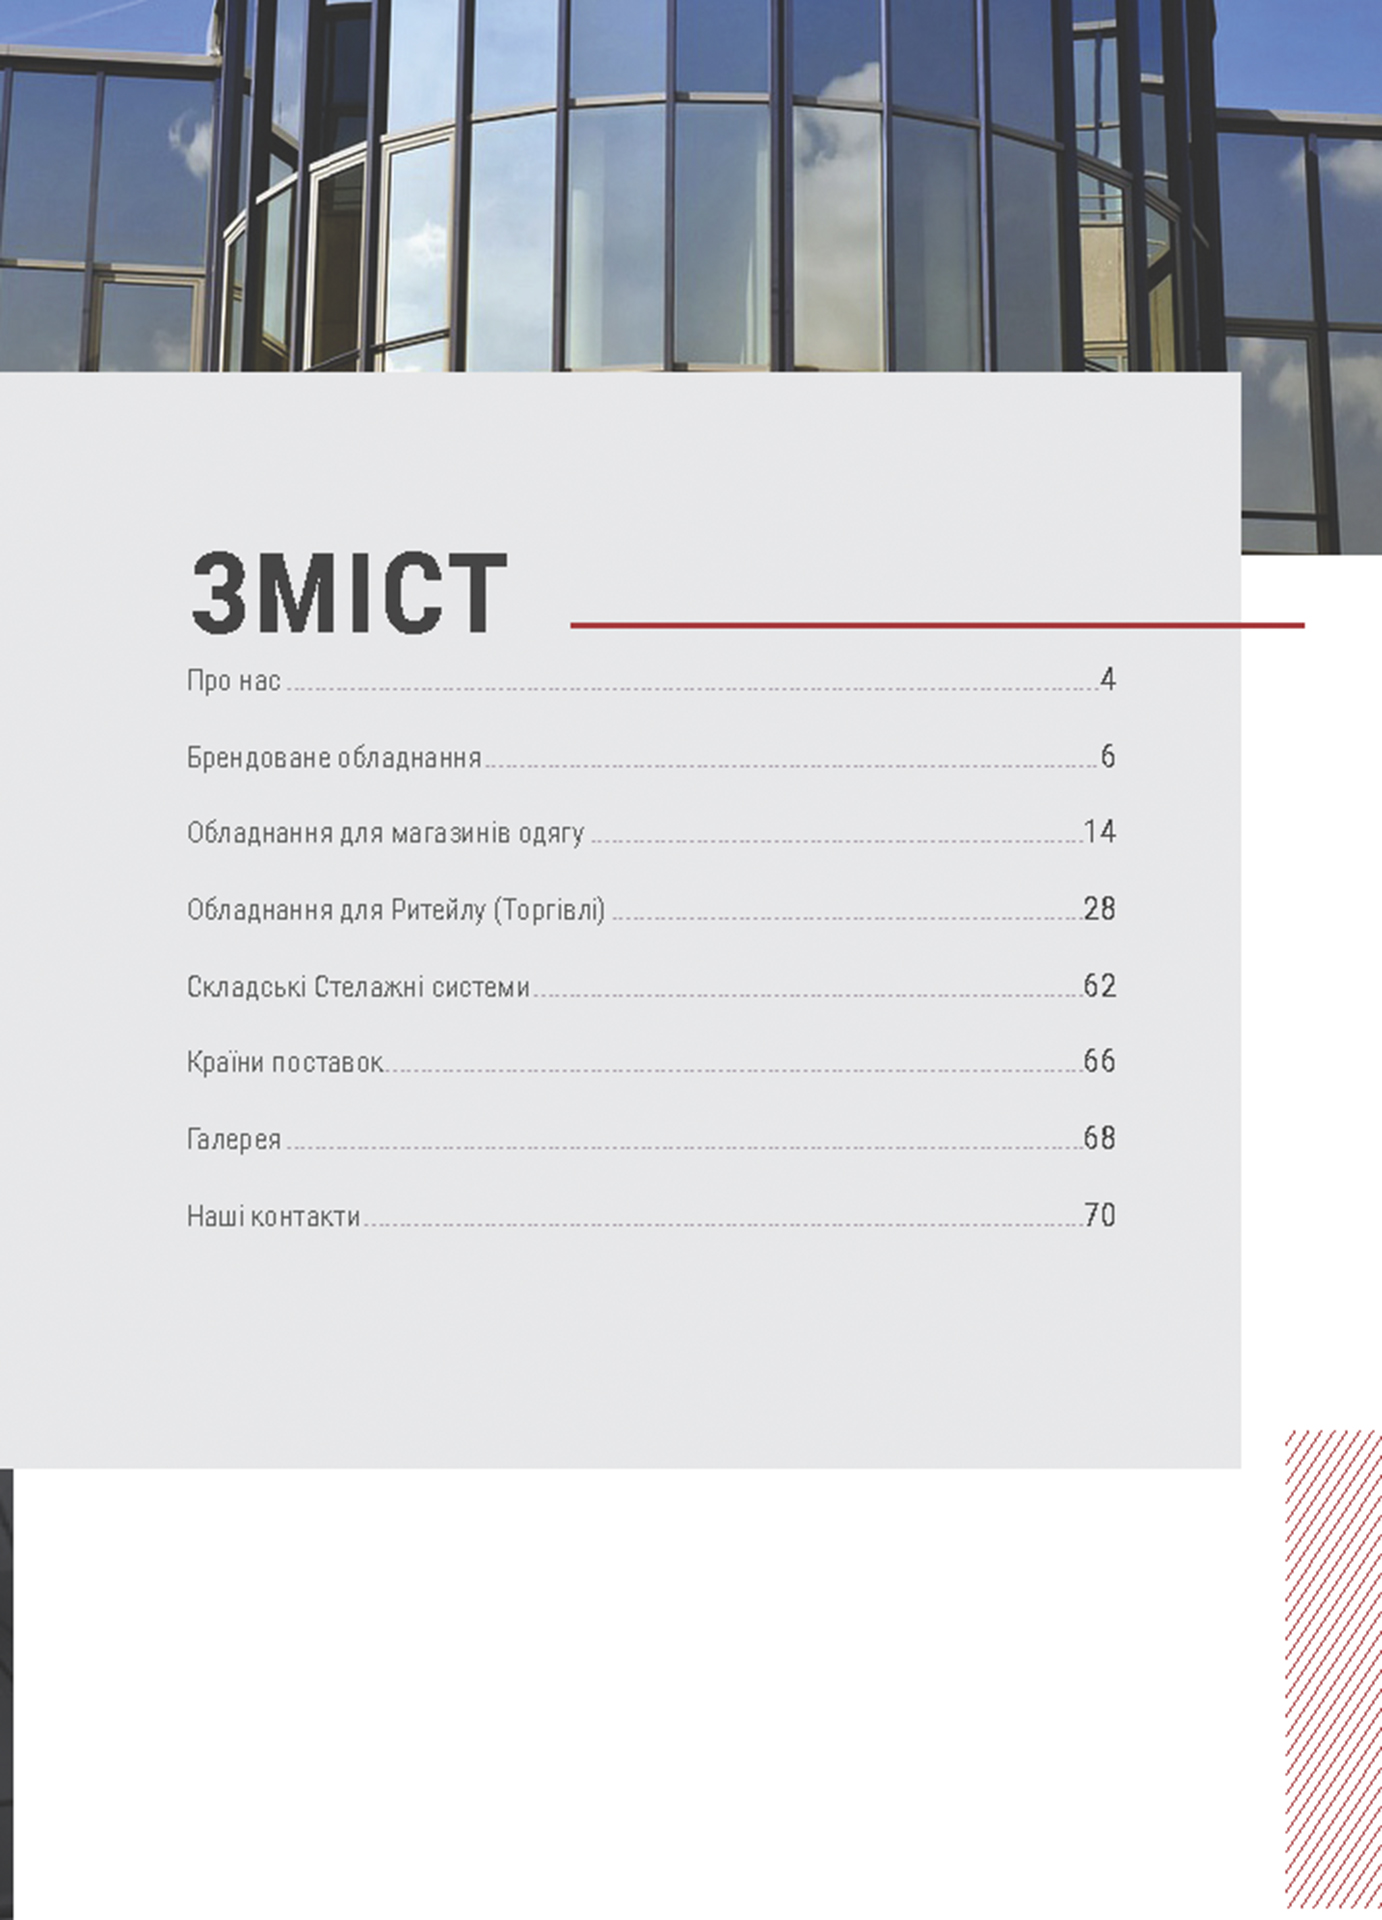 ЗМІСТ
Про нас 4
Брендоване обладнання 6
Обладнання для магазинів одягу 14
Обладнання для Ритейлу (Торгівлі) 28
Складські Стелажні системи 62
Країни поставок 66
Галерея 68
Наші контакти 70